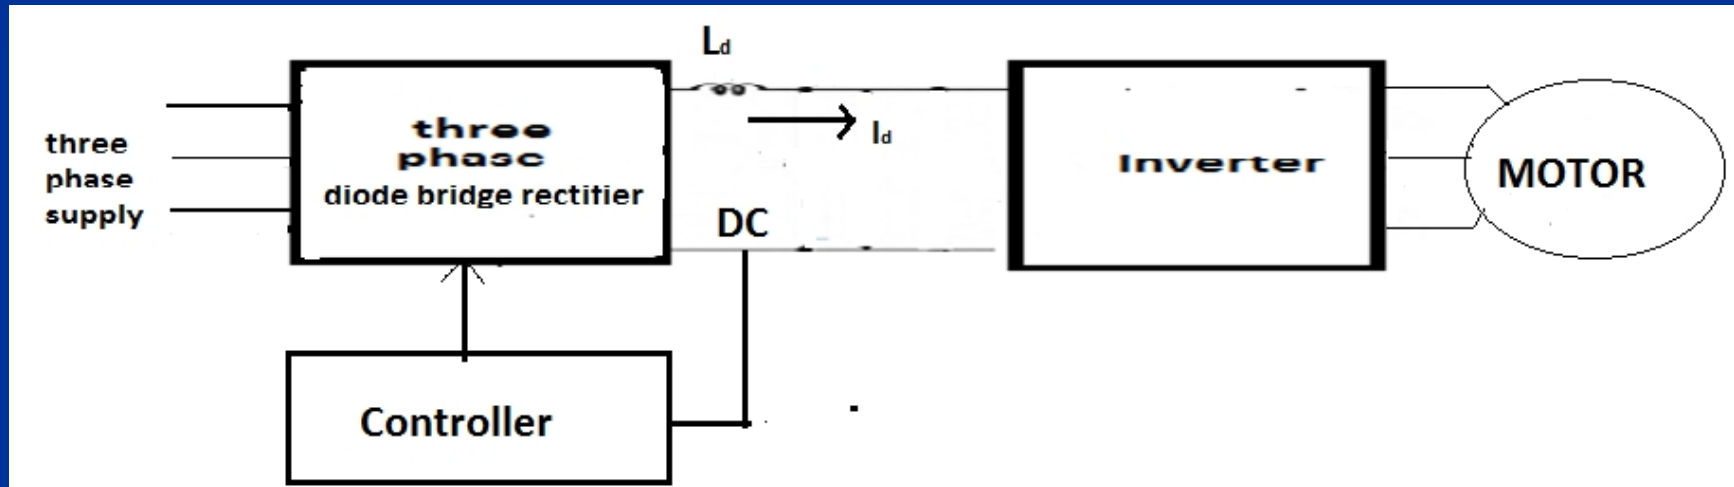 three
phase
supply
three
phase
diode bridge rectifier
Ld
Id
DC
Inverter
MOTOR
Controller